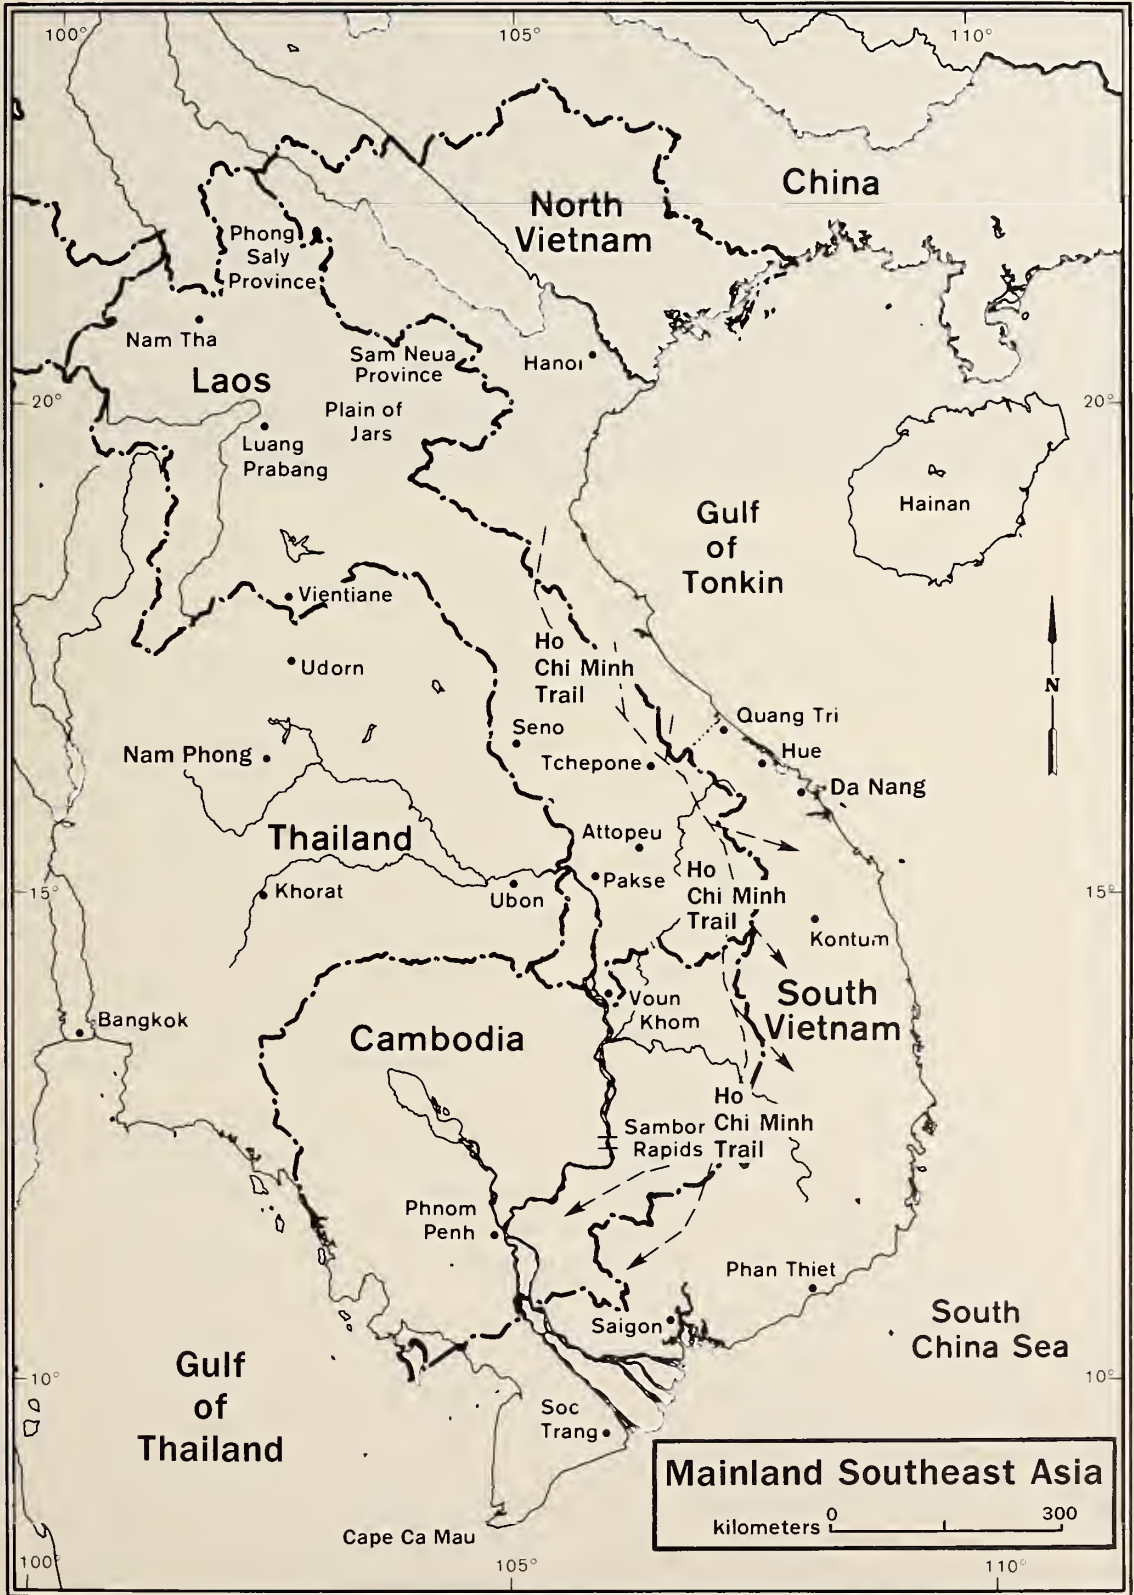 100° 105° 110°
China
North
Vietnam
Phong
Saly
Province
Nam Tha
Sam Neua
Province
Hanoi
Laos
20° 20°
Plain of
Jars
Luang
Prabang
Hainan
Gulf
of
Tonkin
Vientiane
Ho
Chi Minh
Trail
Udorn
N
Quang Tri
Seno
Hue
Nam Phong
Tchepone
Da Nang
Attopeu
Thailand
Ho
Chi Minh
Trail
Pakse
Khorat
Ubon
15° 15°
Kontum
South
Vietnam
Voun
Khom
Bangkok
Cambodia
Ho
Chi Minh
Trail
Sambor
Rapids
Phnom
Penh
Phan Thiet
South
China Sea
Saigon
Gulf
of
Thailand
10° 10°
Soc
Trang
Mainland Southeast Asia
0 300
kilometers
Cape Ca Mau
100° 105° 110°